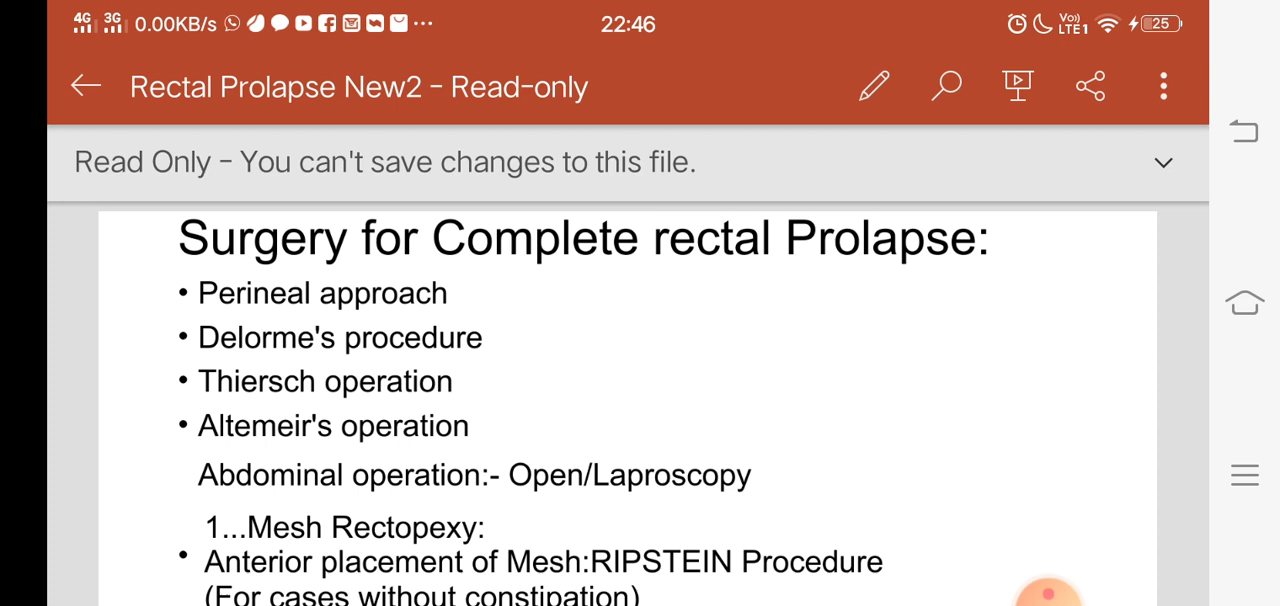 4G 3G 0.00KB/s ... 22:46 Vo)) LTE1 25
Rectal Prolapse New2 - Read-only
Read Only - You can't save changes to this file.
Surgery for Complete rectal Prolapse:
• Perineal approach
• Delorme's procedure
• Thiersch operation
• Altemeir's operation
Abdominal operation:- Open/Laproscopy
1...Mesh Rectopexy:
• Anterior placement of Mesh:RIPSTEIN Procedure
(For cases without constipation)